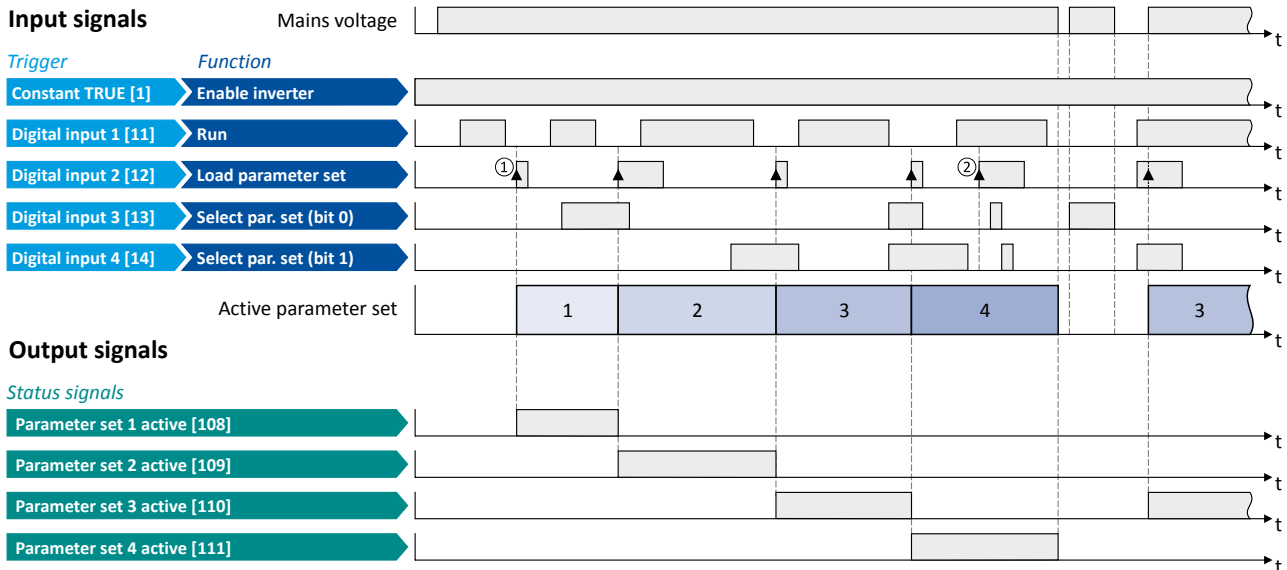 Input signals
Mains voltage
t
Trigger Function
Constant TRUE [1] Enable inverter
t
Digital input 1 [11] Run
t
① ②
Digital input 2 [12] Load parameter set
t
Digital input 3 [13] Select par. set (bit 0)
t
Digital input 4 [14] Select par. set (bit 1)
t
Active parameter set 1 2 3 4 3
t
Output signals
Status signals
Parameter set 1 active [108]
t
Parameter set 2 active [109]
t
Parameter set 3 active [110]
t
Parameter set 4 active [111]
t